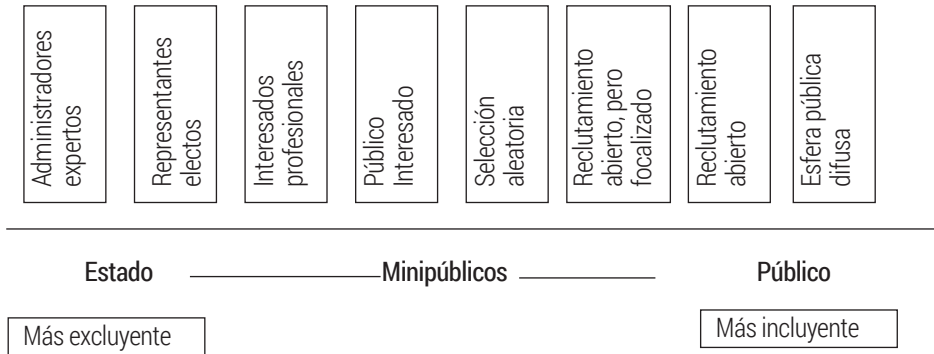 Administradores
expertos
Representantes
electos
Interesados
profesionales
Público
Interesado
Selección
aleatoria
Reclutamiento
abierto, pero
focalizado
Reclutamiento
abierto
Esfera pública
difusa
Estado
Minipúblicos
Público
Más excluyente
Más incluyente